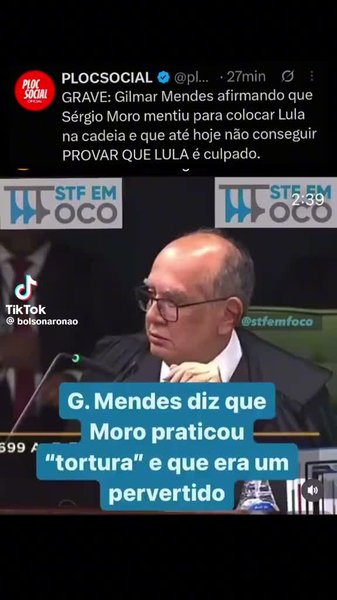 PLOC
SOCIAL
OFICIAL
PLOCSOCIAL @pl... · 27min
GRAVE: Gilmar Mendes afirmando que
Sérgio Moro mentiu para colocar Lula
na cadeia e que até hoje não conseguir
PROVAR QUE LULA é culpado.
STF EM
FOCO
STF EM
FOCO
2:39
TikTok
@ bolsonaronao
@stfemfoco
G. Mendes diz que
Moro praticou
“tortura” e que era um
pervertido